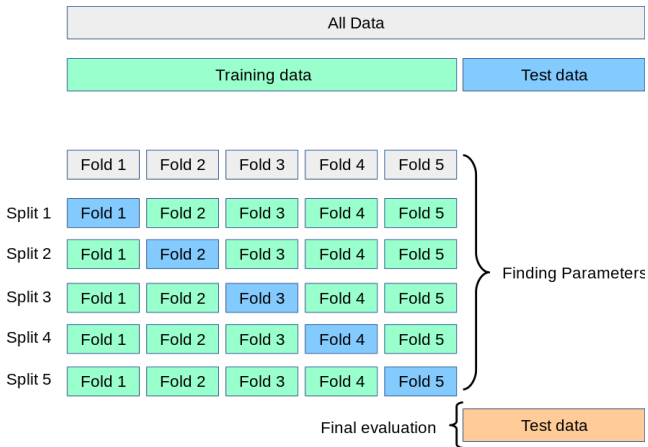 All Data
Training data Test data
Fold 1 Fold 2 Fold 3 Fold 4 Fold 5
Split 1 Fold 1 Fold 2 Fold 3 Fold 4 Fold 5
Split 2 Fold 1 Fold 2 Fold 3 Fold 4 Fold 5
Finding Parameters
Split 3 Fold 1 Fold 2 Fold 3 Fold 4 Fold 5
Split 4 Fold 1 Fold 2 Fold 3 Fold 4 Fold 5
Split 5 Fold 1 Fold 2 Fold 3 Fold 4 Fold 5
Final evaluation Test data